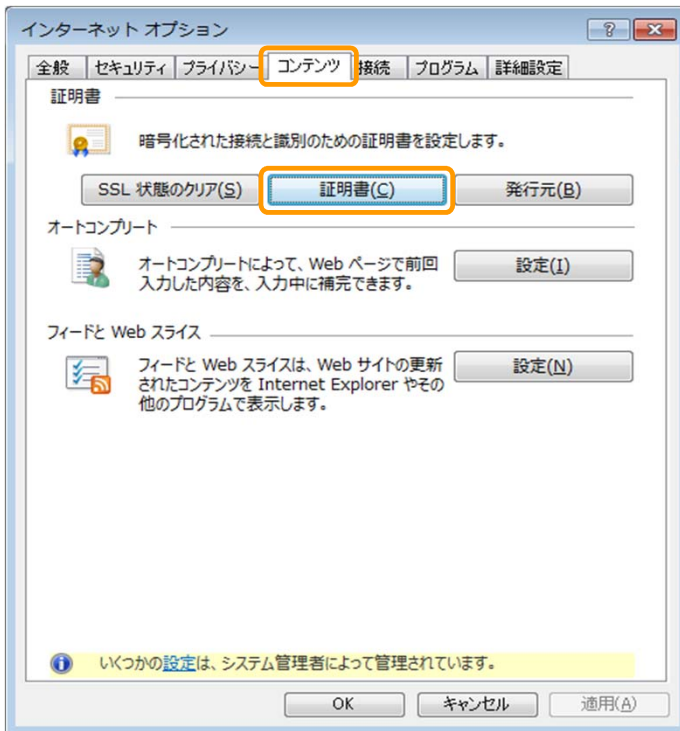 インターネット オプション
全般 セキュリティ プライバシー コンテンツ 接続 プログラム 詳細設定
証明書
暗号化された接続と識別のための証明書を設定します。
SSL 状態のクリア(S) 証明書(C) 発行元(B)
オートコンプリート
オートコンプリートによって、Web ページで前回
入力した内容を、入力中に補完できます。
設定(I)
フィードと Web スライス
フィードと Web スライスは、Web サイトの更新
されたコンテンツを Internet Explorer やその
他のプログラムで表示します。
設定(N)
いくつかの設定は、システム管理者によって管理されています。
OK キャンセル 適用(A)